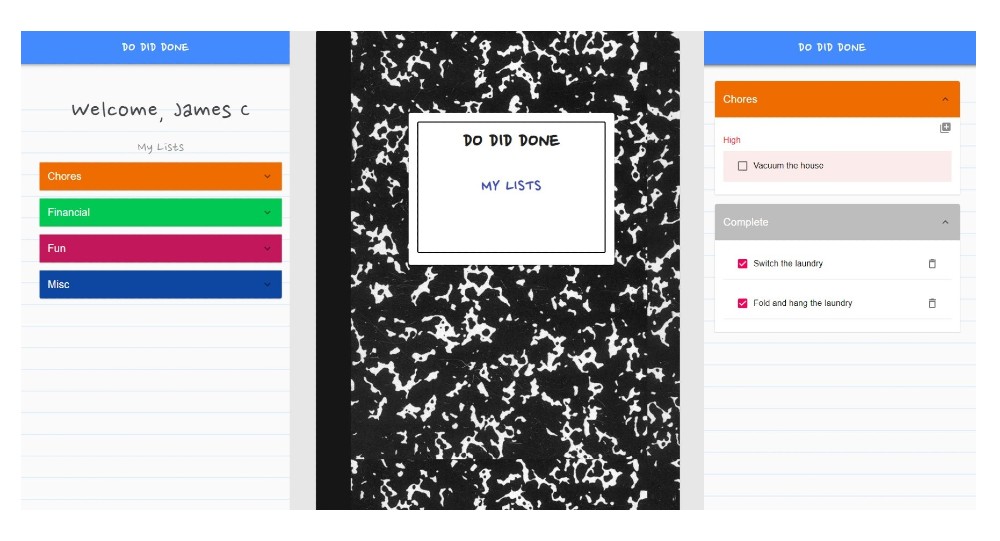 DO DID DONE
Welcome, James C
My Lists
Chores
Financial
Fun
Misc
DO DID DONE
MY LISTS
DO DID DONE
Chores
High
Vacuum the house
Complete
Switch the laundry
Fold and hang the laundry